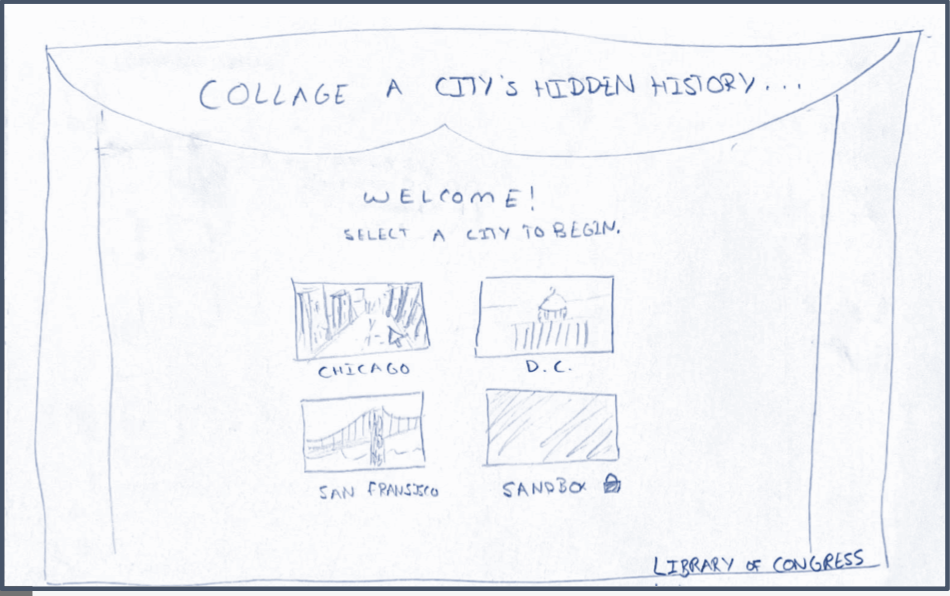 COLLAGE A CITY'S HIDDEN HISTORY...
WELCOME!
SELECT A CITY TO BEGIN.
CHICAGO
D.C.
SAN FRANSISCO
SANDBOX
LIBRARY OF CONGRESS